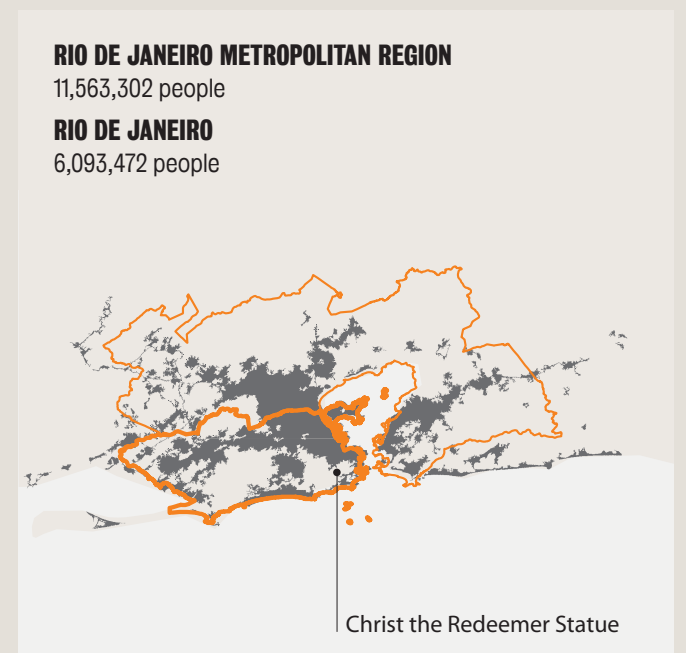 RIO DE JANEIRO METROPOLITAN REGION
11,563,302 people
RIO DE JANEIRO
6,093,472 people
Christ the Redeemer Statue